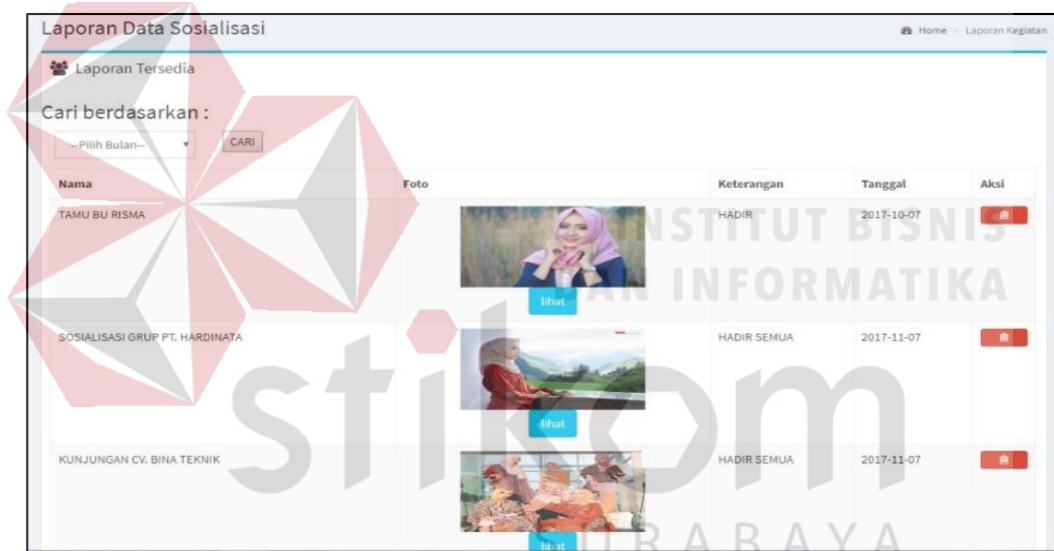 Laporan Data Sosialisasi
Home > Laporan Kegiatan
Laporan Tersedia
Cari berdasarkan :
--Pilih Bulan--
CARI
Nama Foto Keterangan Tanggal Aksi
TAMU BU RISMA HADIR 2017-10-07
lihat
SOSIALISASI GRUP PT. HARDINATA HADIR SEMUA 2017-11-07
lihat
KUNJUNGAN CV. BINA TEKNIK HADIR SEMUA 2017-11-07
lihat
INSTITUT BISNIS
DAN INFORMATIKA
stikom
SURABAYA